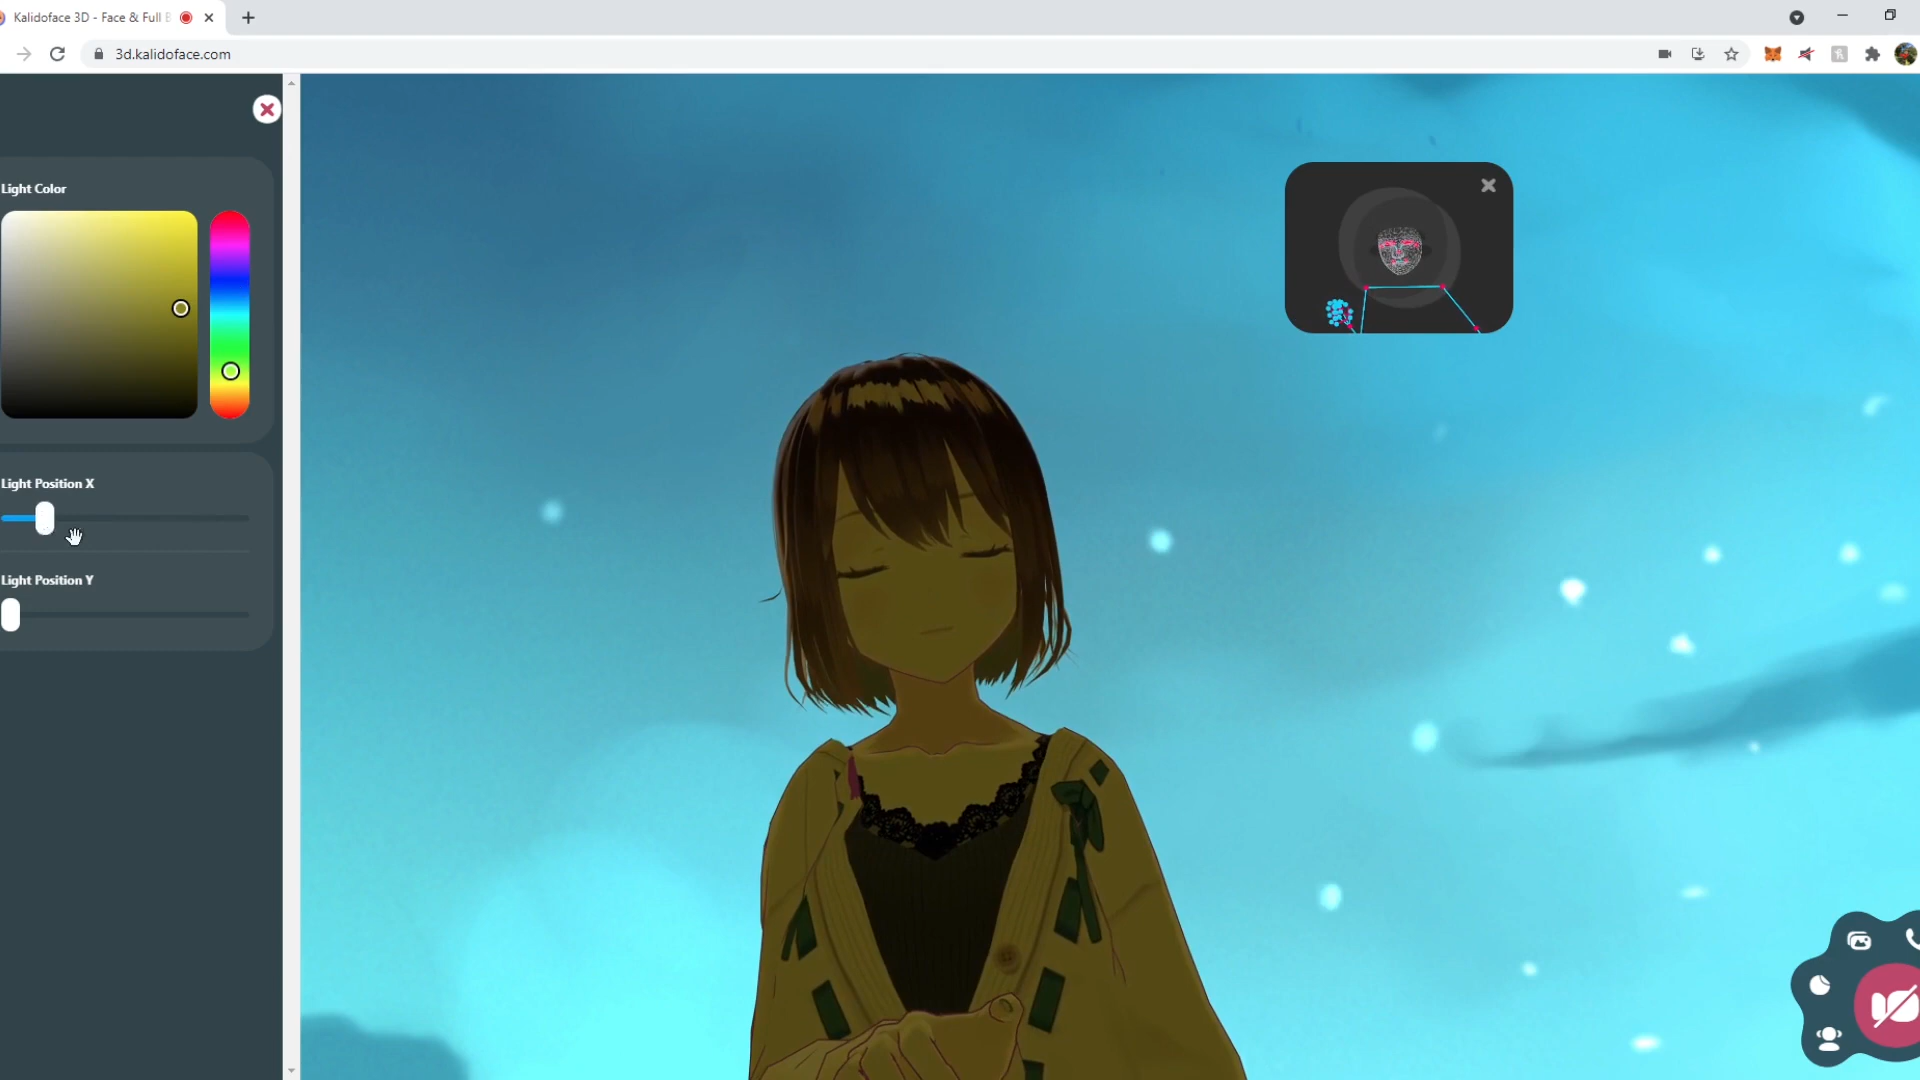 Kalidoface 3D - Face & Full B
3d.kalidoface.com
Light Color
Light Position X
Light Position Y